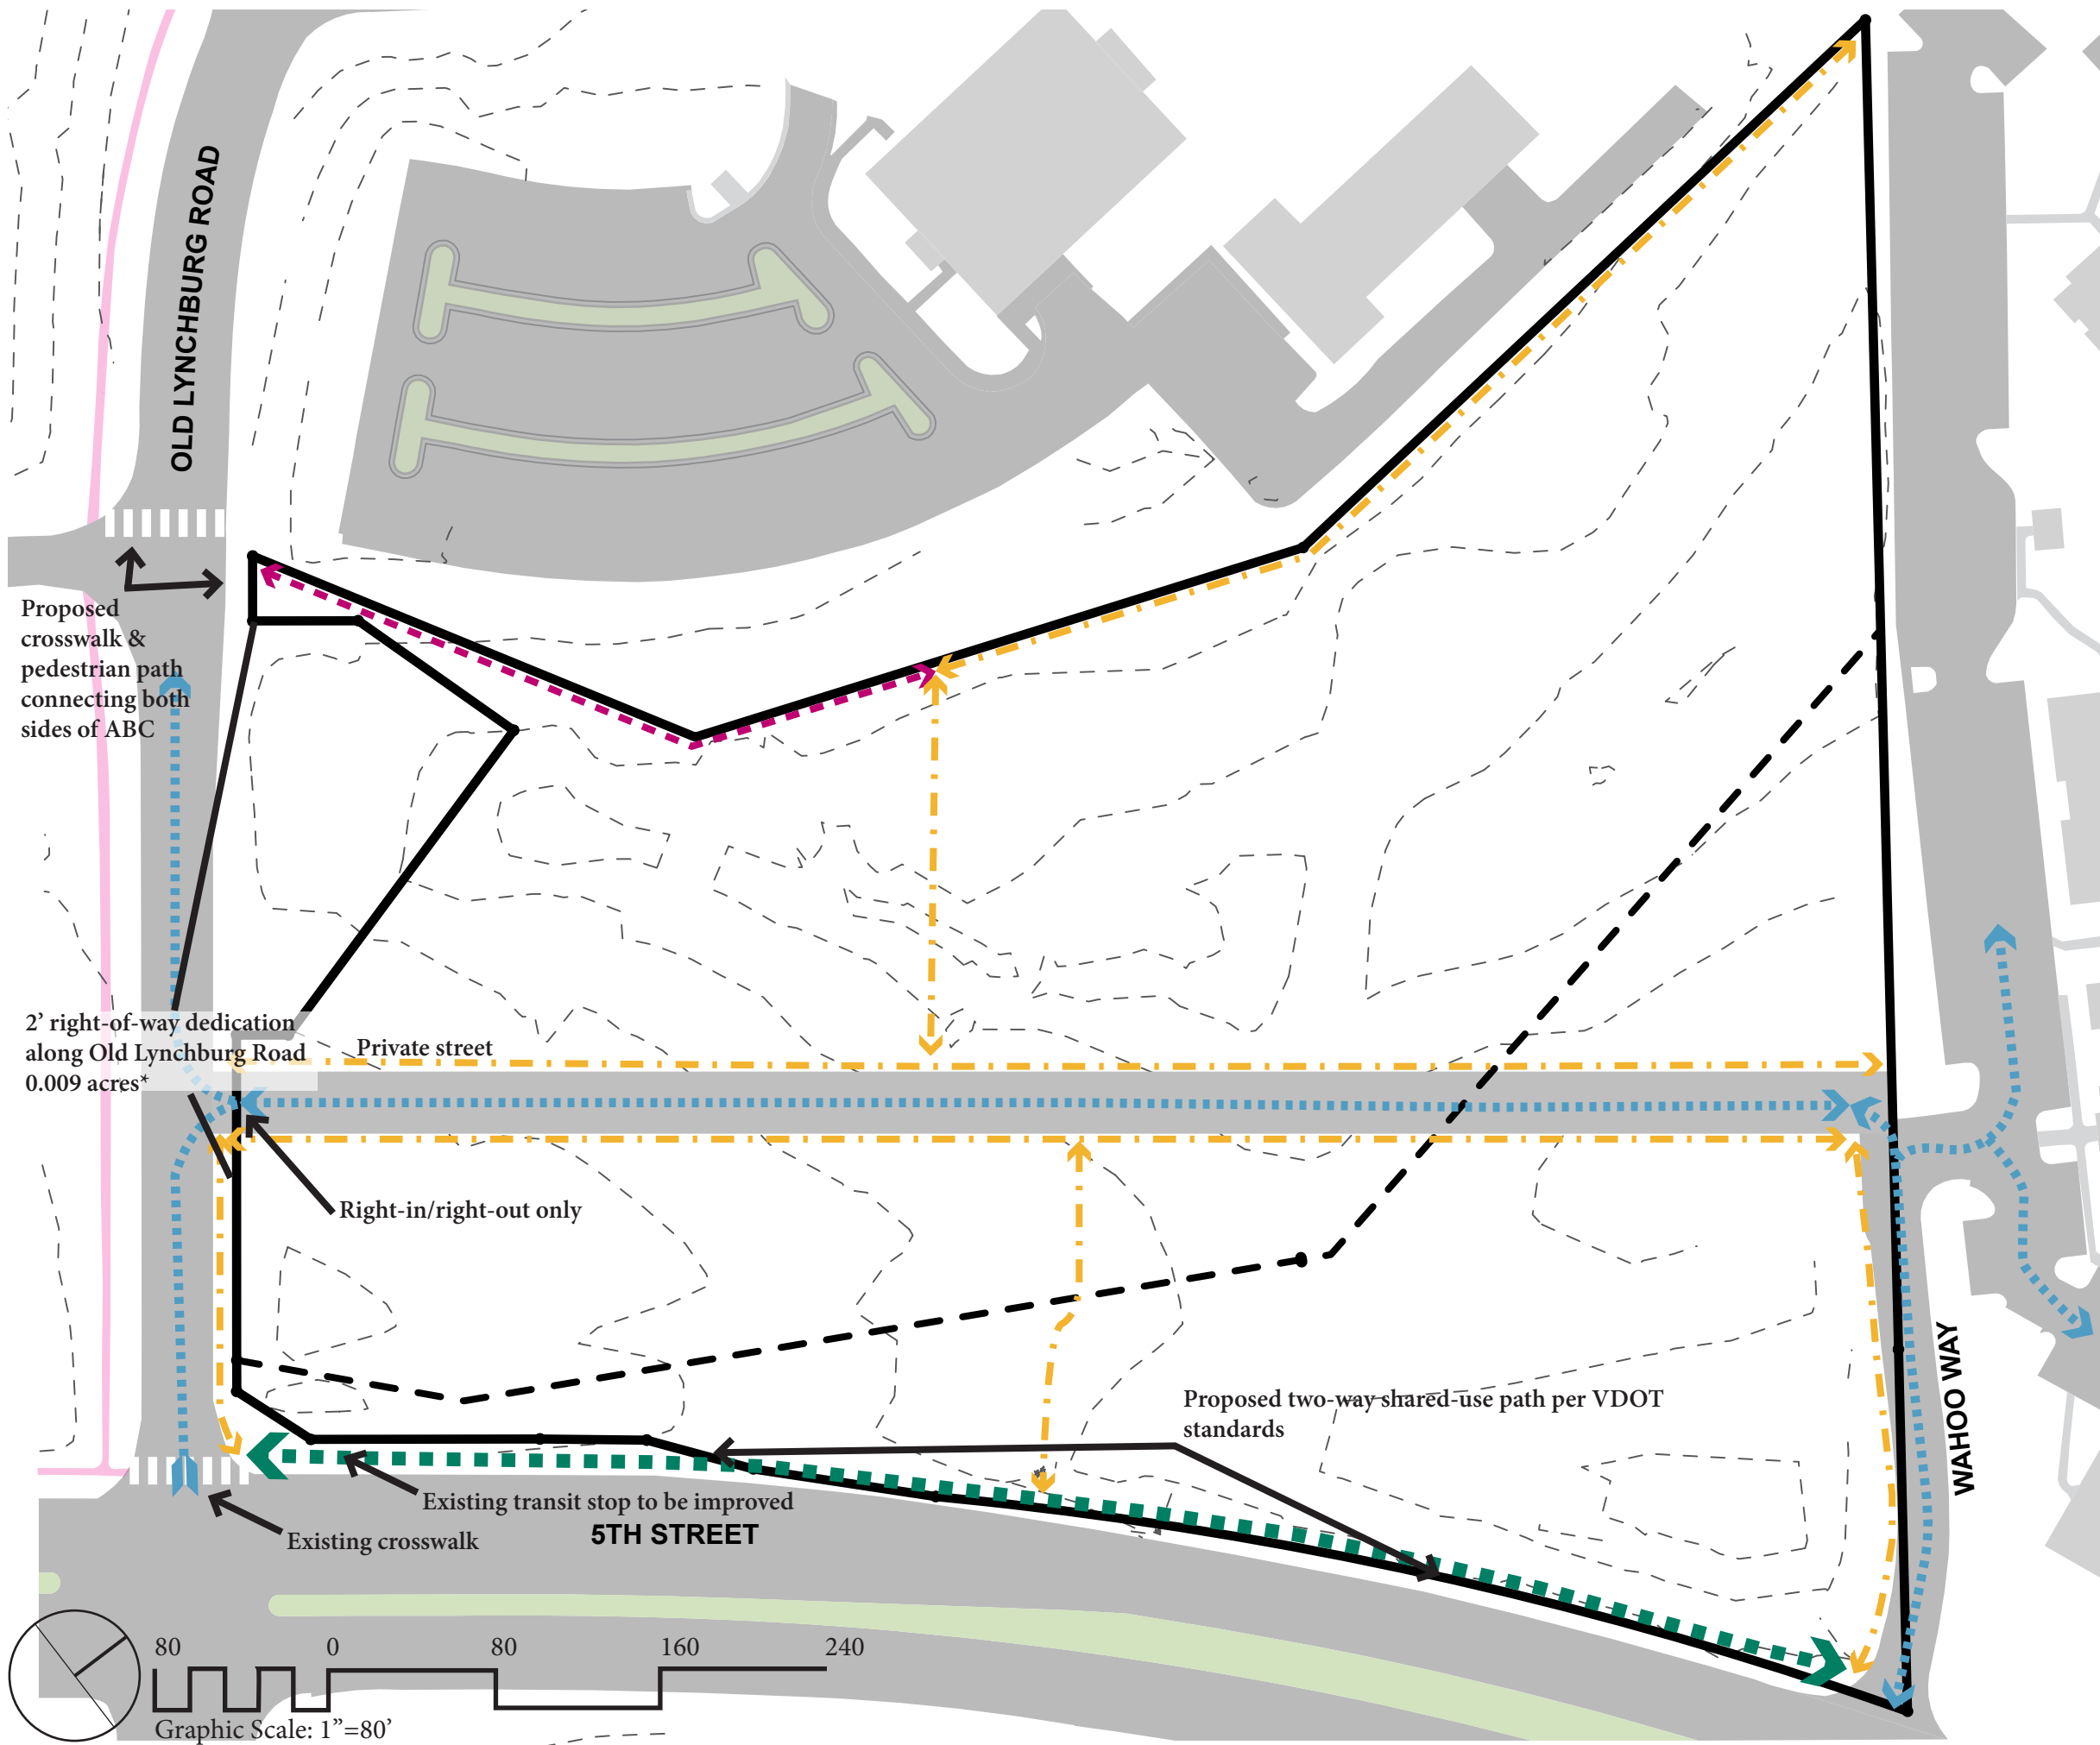 OLD LYNCHBURG ROAD
Proposed
crosswalk &
pedestrian path
connecting both
sides of ABC
2’ right-of-way dedication
along Old Lynchburg Road
0.009 acres*
Private street
Right-in/right-out only
Proposed two-way shared-use path per VDOT
standards
WAHOO WAY
Existing transit stop to be improved
5TH STREET
Existing crosswalk
80 0 80 160 240
Graphic Scale: 1”=80’